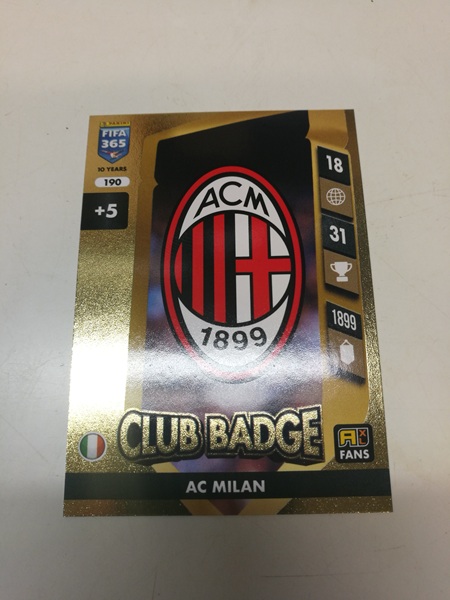 PANINI
FIFA
365
10 YEARS
190
+5
18
31
1899
ACM
1899
CLUB BADGE
FANS
AC MILAN